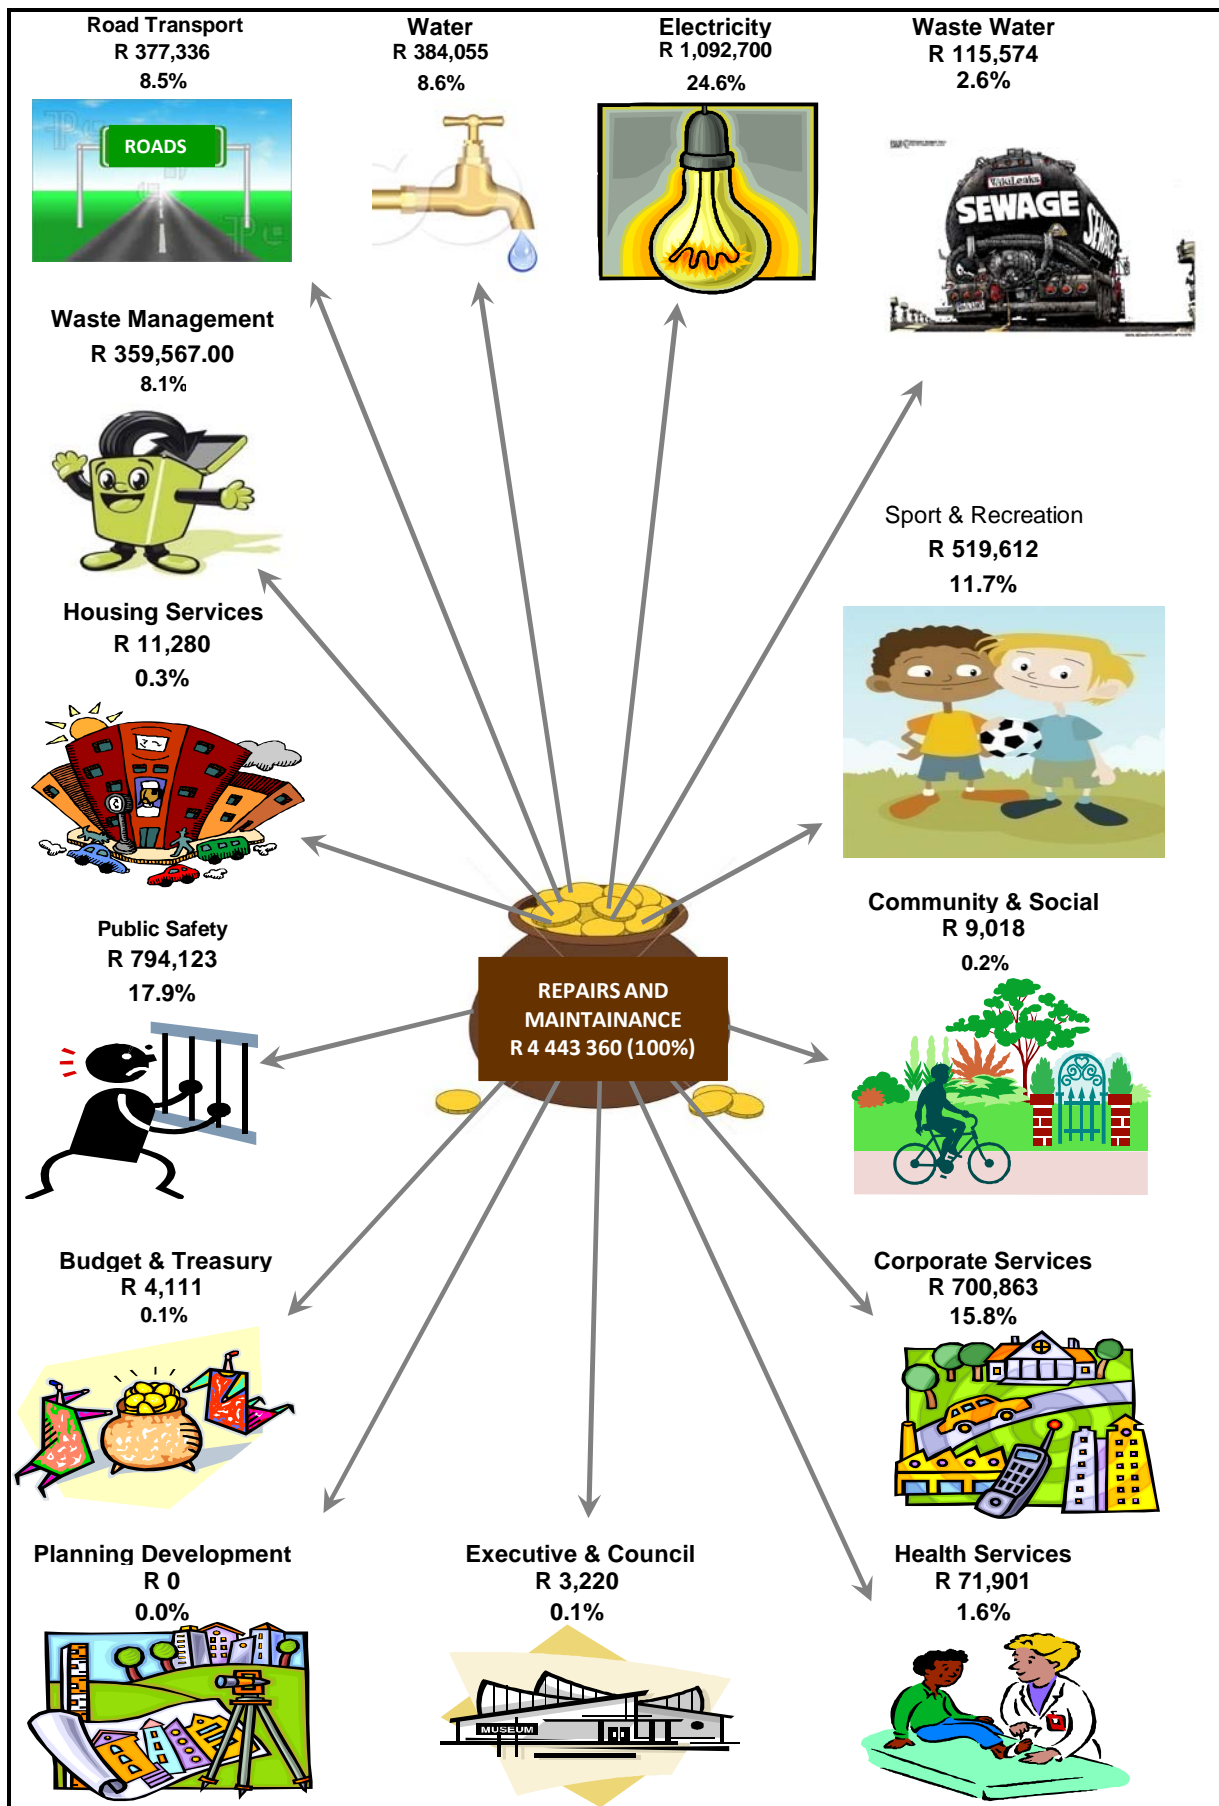 Road Transport
R 377,336
8.5%
Water
R 384,055
8.6%
Electricity
R 1,092,700
24.6%
Waste Water
R 115,574
2.6%
ROADS
WikiLeaks
SEWAGE
SEWAGE
Waste Management
R 359,567.00
8.1%
Sport & Recreation
R 519,612
11.7%
Housing Services
R 11,280
0.3%
Community & Social
R 9,018
0.2%
Public Safety
R 794,123
17.9%
REPAIRS AND
MAINTAINANCE
R 4 443 360 (100%)
Budget & Treasury
R 4,111
0.1%
Corporate Services
R 700,863
15.8%
Planning Development
R 0
0.0%
Executive & Council
R 3,220
0.1%
Health Services
R 71,901
1.6%
MUSEUM